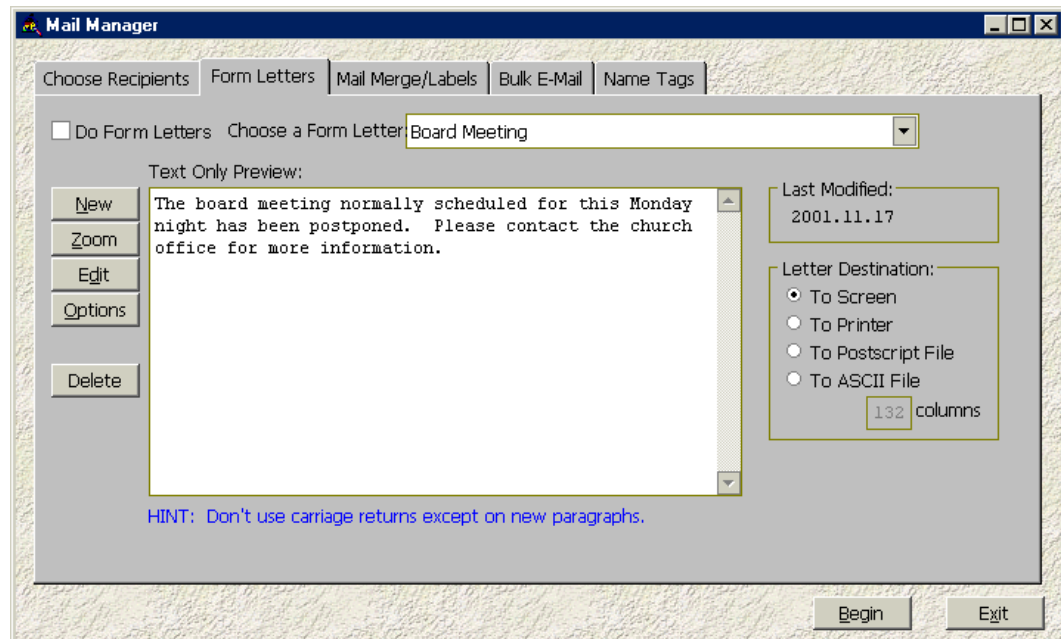 Mail Manager
Choose Recipients Form Letters Mail Merge/Labels Bulk E-Mail Name Tags
Do Form Letters Choose a Form Letter: Board Meeting
Text Only Preview:
New
Zoom
Edit
Options
Delete
The board meeting normally scheduled for this Monday
night has been postponed.  Please contact the church
office for more information.
Last Modified:
2001.11.17
Letter Destination:
To Screen
To Printer
To Postscript File
To ASCII File
132 columns
HINT:  Don't use carriage returns except on new paragraphs.
Begin Exit